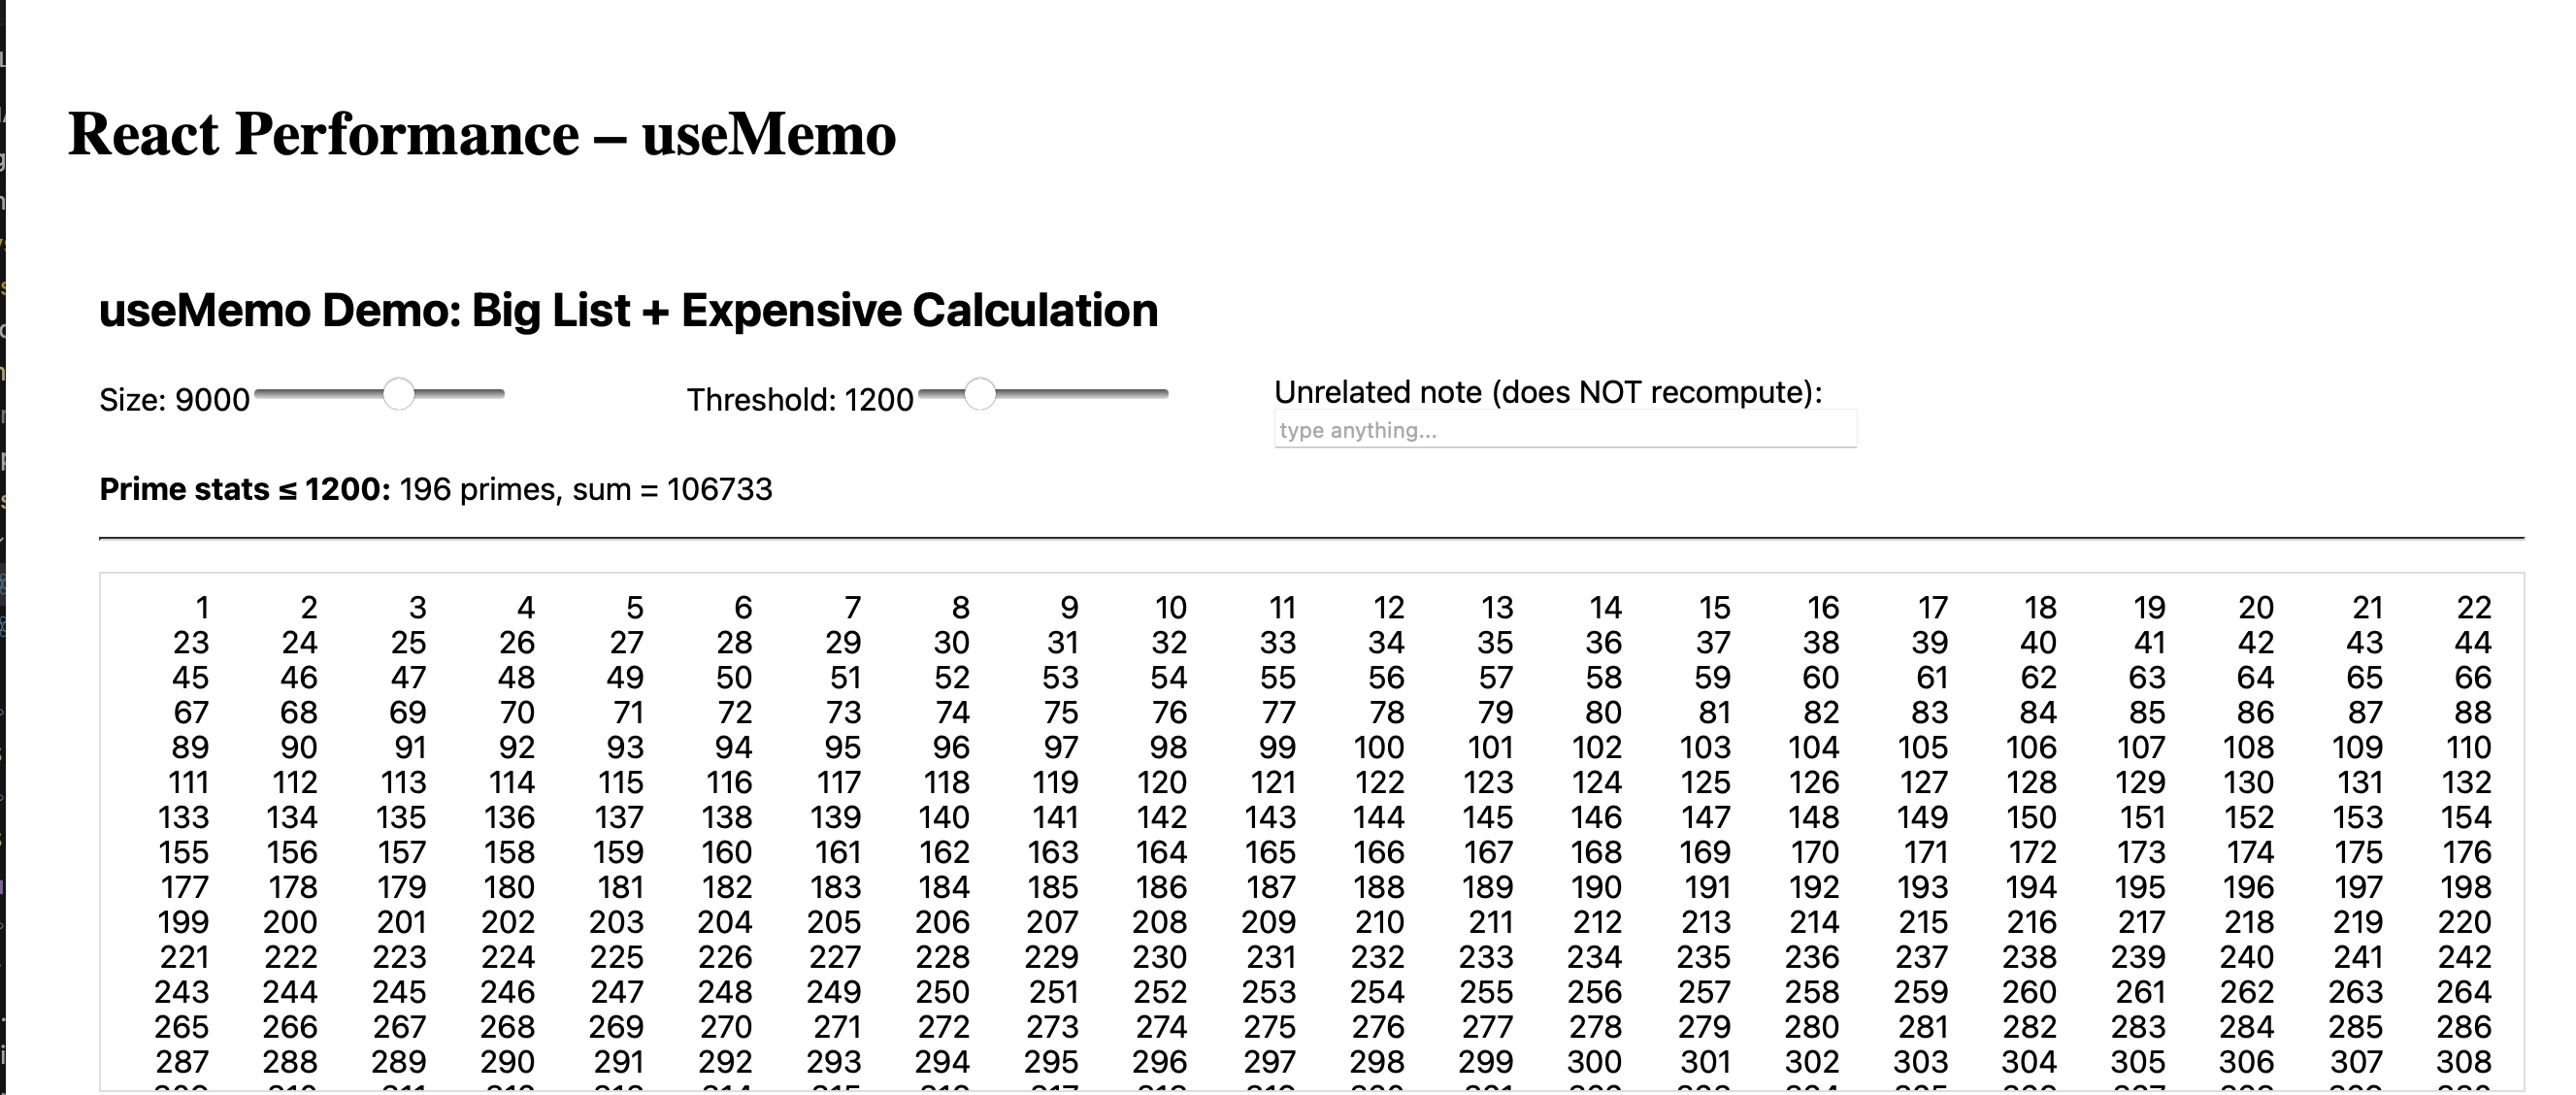 React Performance – useMemo
useMemo Demo: Big List + Expensive Calculation
Size: 9000 Threshold: 1200 Unrelated note (does NOT recompute):
type anything...
Prime stats ≤ 1200: 196 primes, sum = 106733
1 2 3 4 5 6 7 8 9 10 11 12 13 14 15 16 17 18 19 20 21 22
23 24 25 26 27 28 29 30 31 32 33 34 35 36 37 38 39 40 41 42 43 44
45 46 47 48 49 50 51 52 53 54 55 56 57 58 59 60 61 62 63 64 65 66
67 68 69 70 71 72 73 74 75 76 77 78 79 80 81 82 83 84 85 86 87 88
89 90 91 92 93 94 95 96 97 98 99 100 101 102 103 104 105 106 107 108 109 110
111 112 113 114 115 116 117 118 119 120 121 122 123 124 125 126 127 128 129 130 131 132
133 134 135 136 137 138 139 140 141 142 143 144 145 146 147 148 149 150 151 152 153 154
155 156 157 158 159 160 161 162 163 164 165 166 167 168 169 170 171 172 173 174 175 176
177 178 179 180 181 182 183 184 185 186 187 188 189 190 191 192 193 194 195 196 197 198
199 200 201 202 203 204 205 206 207 208 209 210 211 212 213 214 215 216 217 218 219 220
221 222 223 224 225 226 227 228 229 230 231 232 233 234 235 236 237 238 239 240 241 242
243 244 245 246 247 248 249 250 251 252 253 254 255 256 257 258 259 260 261 262 263 264
265 266 267 268 269 270 271 272 273 274 275 276 277 278 279 280 281 282 283 284 285 286
287 288 289 290 291 292 293 294 295 296 297 298 299 300 301 302 303 304 305 306 307 308